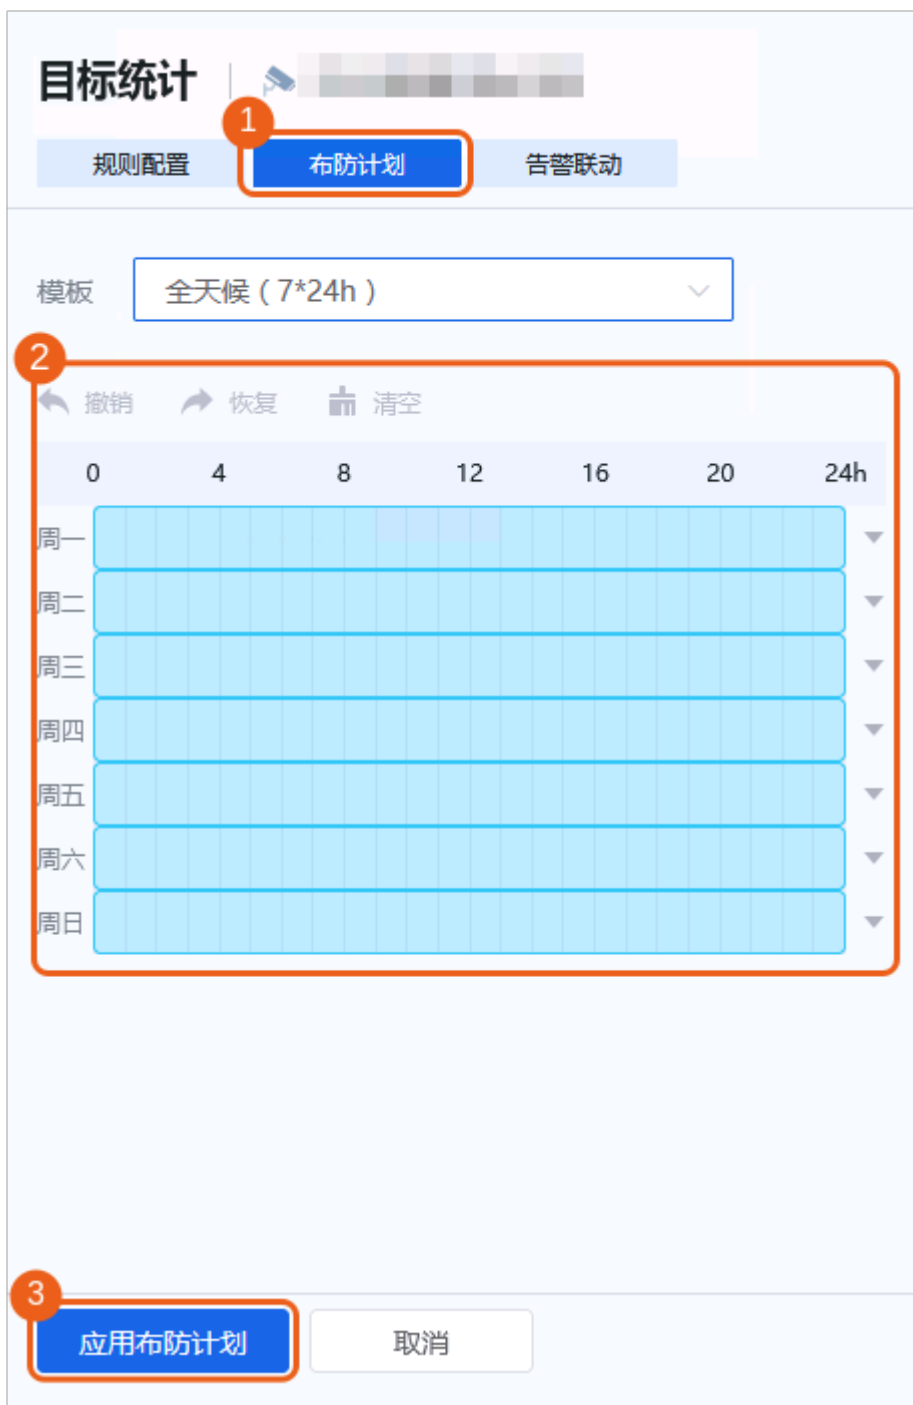 目标统计
1
规则配置 布防计划 告警联动
模板 全天候（7*24h）
2
撤销 恢复 清空
0 4 8 12 16 20 24h
周一
周二
周三
周四
周五
周六
周日
3
应用布防计划 取消